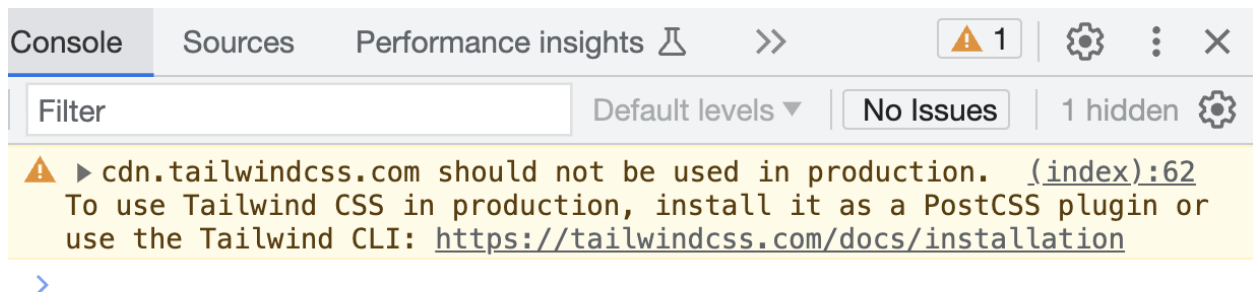 Console Sources Performance insights 1
Filter Default levels No Issues 1 hidden
cdn.tailwindcss.com should not be used in production. (index):62
To use Tailwind CSS in production, install it as a PostCSS plugin or
use the Tailwind CLI: https://tailwindcss.com/docs/installation